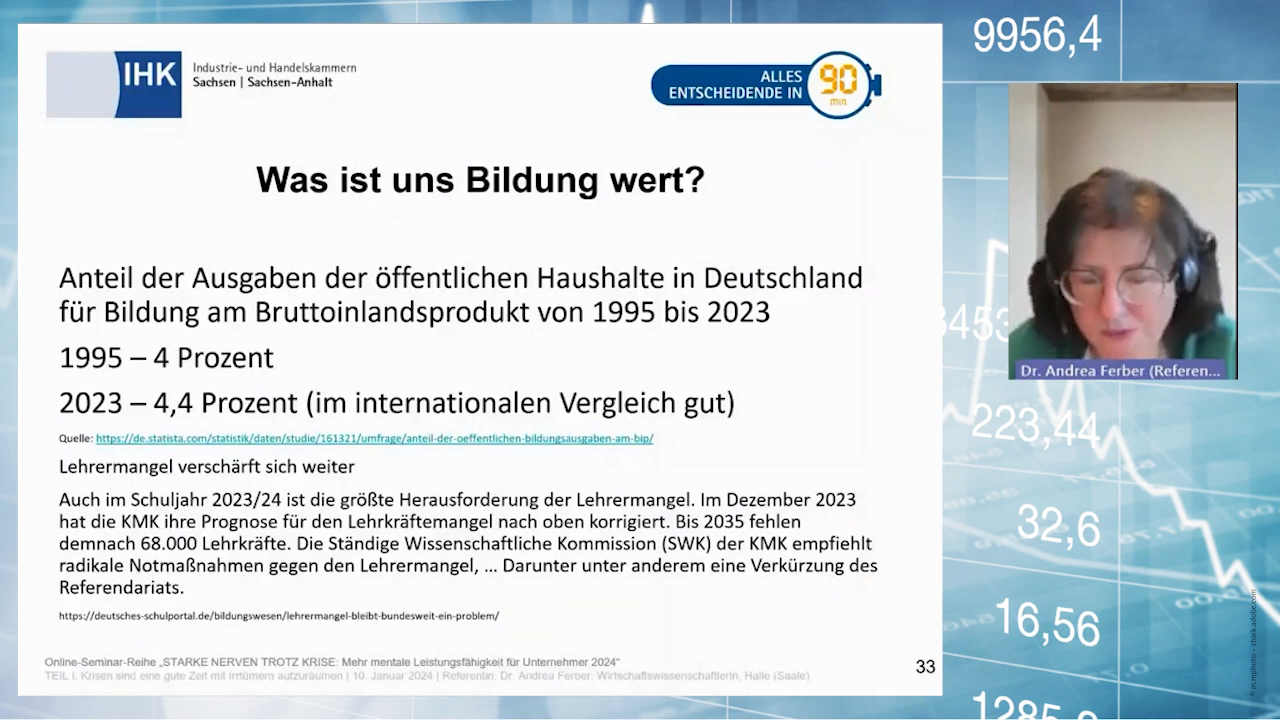 IHK
Industrie- und Handelskammern
Sachsen | Sachsen-Anhalt
ALLES
ENTSCHEIDENDE IN
90
min
Was ist uns Bildung wert?
Anteil der Ausgaben der öffentlichen Haushalte in Deutschland
für Bildung am Bruttoinlandsprodukt von 1995 bis 2023
1995 – 4 Prozent
2023 – 4,4 Prozent (im internationalen Vergleich gut)
Quelle: https://de.statista.com/statistik/daten/studie/161321/umfrage/anteil-der-oeffentlichen-bildungsausgaben-am-bip/
Lehrermangel verschärft sich weiter
Auch im Schuljahr 2023/24 ist die größte Herausforderung der Lehrermangel. Im Dezember 2023
hat die KMK ihre Prognose für den Lehrkräftemangel nach oben korrigiert. Bis 2035 fehlen
demnach 68.000 Lehrkräfte. Die Ständige Wissenschaftliche Kommission (SWK) der KMK empfiehlt
radikale Notmaßnahmen gegen den Lehrermangel, ... Darunter unter anderem eine Verkürzung des
Referendariats.
https://deutsches-schulportal.de/bildungswesen/lehrermangel-bleibt-bundesweit-ein-problem/
Online-Seminar-Reihe „STARKE NERVEN TROTZ KRISE: Mehr mentale Leistungsfähigkeit für Unternehmer 2024“
TEIL I: Krisen sind eine gute Zeit mit Irrtümern aufzuräumen | 10. Januar 2024 | Referentin: Dr. Andrea Ferber, Wirtschaftswissenschaftlerin, Halle (Saale)
33
9956,4
Dr. Andrea Ferber (Referen...
223,44
32,6
16,56